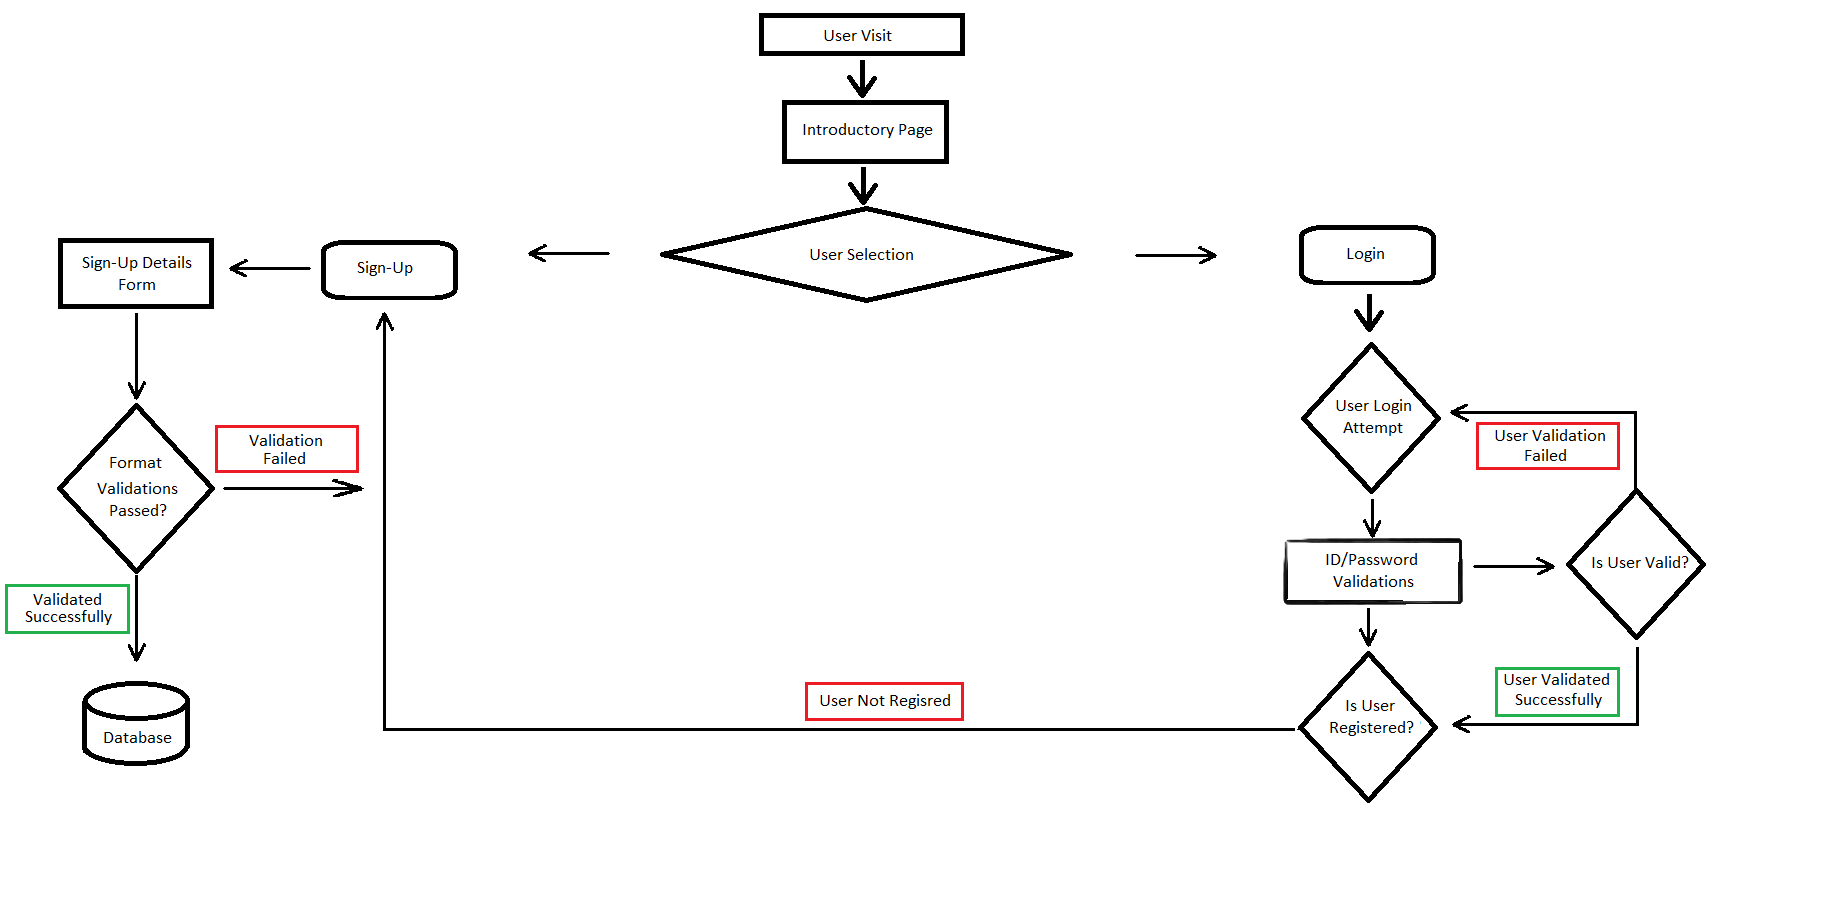 User Visit
Introductory Page
User Selection
Sign-Up Details
Form
Sign-Up
Login
User Login
Attempt
Validation
Failed
User Validation
Failed
Format
Validations
Passed?
ID/Password
Validations
Is User Valid?
Validated
Successfully
User Validated
Successfully
User Not Regisred
Is User
Registered?
Database